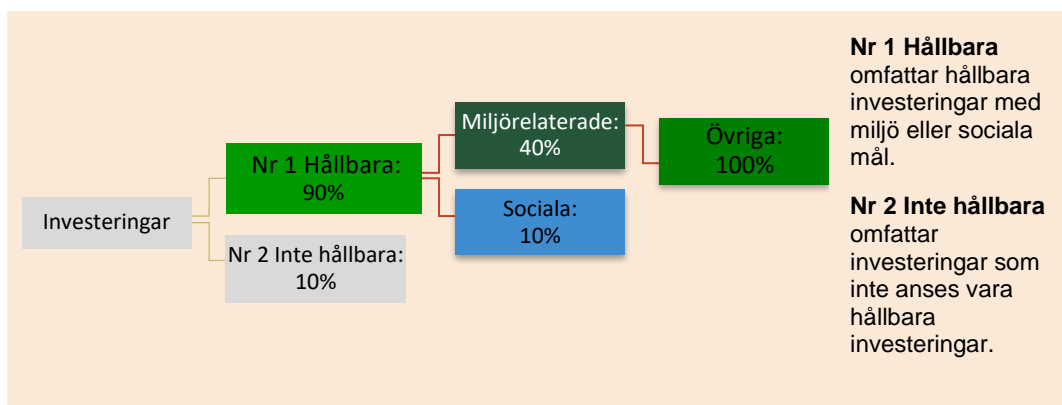 Investeringar
Nr 1 Hållbara:
90%
Nr 2 Inte hållbara:
10%
Miljörelaterade:
40%
Sociala:
10%
Övriga:
100%
Nr 1 Hållbara
omfattar hållbara
investeringar med
miljö eller sociala
mål.
Nr 2 Inte hållbara
omfattar
investeringar som
inte anses vara
hållbara
investeringar.